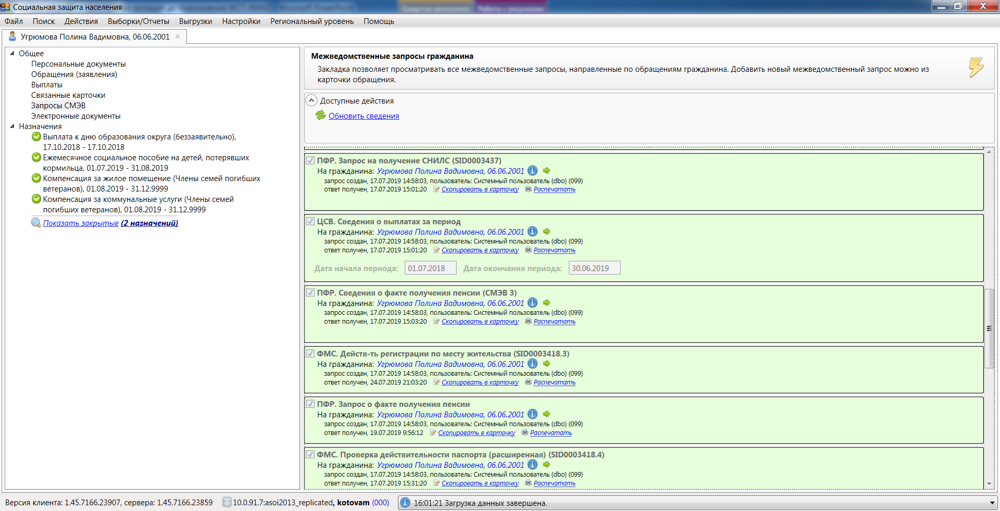 Социальная защита населения
Файл Поиск Действия Выборки/Отчеты Выгрузки Настройки Региональный уровень Помощь
Угрюмова Полина Вадимовна, 06.06.2001
Общее
Персональные документы
Обращения (заявления)
Выплаты
Связанные карточки
Запросы СМЭВ
Электронные документы
Назначения
Выплата к дню образования округа (беззаявительно),
17.10.2018 - 17.10.2018
Ежемесячное социальное пособие на детей, потерявших
кормильца, 01.07.2019 - 31.08.2019
Компенсация за жилое помещение (Члены семей погибших
ветеранов), 01.08.2019 - 31.12.9999
Компенсация за коммунальные услуги (Члены семей
погибших ветеранов), 01.08.2019 - 31.12.9999
Показать закрытые (2 назначений)
Межведомственные запросы гражданина
Закладка позволяет просматривать все межведомственные запросы, направленные по обращениям гражданина. Добавить новый межведомственный запрос можно из
карточки обращения.
Доступные действия
Обновить сведения
ПФР. Запрос на получение СНИЛС (SID0003437)
На гражданина: Угрюмова Полина Вадимовна, 06.06.2001
запрос создан, 17.07.2019 14:58:03, пользователь: Системный пользователь (dbo) (099)
ответ получен, 17.07.2019 15:01:20 Скопировать в карточку Распечатать
ЦСВ. Сведения о выплатах за период
На гражданина: Угрюмова Полина Вадимовна, 06.06.2001
запрос создан, 17.07.2019 14:58:03, пользователь: Системный пользователь (dbo) (099)
ответ получен, 17.07.2019 15:01:20 Скопировать в карточку Распечатать
Дата начала периода: 01.07.2018 Дата окончания периода: 30.06.2019
ПФР. Сведения о факте получения пенсии (СМЭВ 3)
На гражданина: Угрюмова Полина Вадимовна, 06.06.2001
запрос создан, 17.07.2019 14:58:03, пользователь: Системный пользователь (dbo) (099)
ответ получен, 17.07.2019 15:03:20 Скопировать в карточку Распечатать
ФМС. Действ-ть регистрации по месту жительства (SID0003418.3)
На гражданина: Угрюмова Полина Вадимовна, 06.06.2001
запрос создан, 17.07.2019 14:58:03, пользователь: Системный пользователь (dbo) (099)
ответ получен, 24.07.2019 21:03:20 Скопировать в карточку Распечатать
ПФР. Запрос о факте получения пенсии
На гражданина: Угрюмова Полина Вадимовна, 06.06.2001
запрос создан, 17.07.2019 14:58:03, пользователь: Системный пользователь (dbo) (099)
ответ получен, 19.07.2019 9:56:12 Скопировать в карточку Распечатать
ФМС. Проверка действительности паспорта (расширенная) (SID0003418.4)
На гражданина: Угрюмова Полина Вадимовна, 06.06.2001
запрос создан, 17.07.2019 14:58:03, пользователь: Системный пользователь (dbo) (099)
ответ получен, 17.07.2019 15:31:20 Скопировать в карточку Распечатать
Версия клиента: 1.45.7166.23907, сервера: 1.45.7166.23859 10.0.91.7:asoi2013_replicated, kotovam (000) 16:01:21 Загрузка данных завершена.